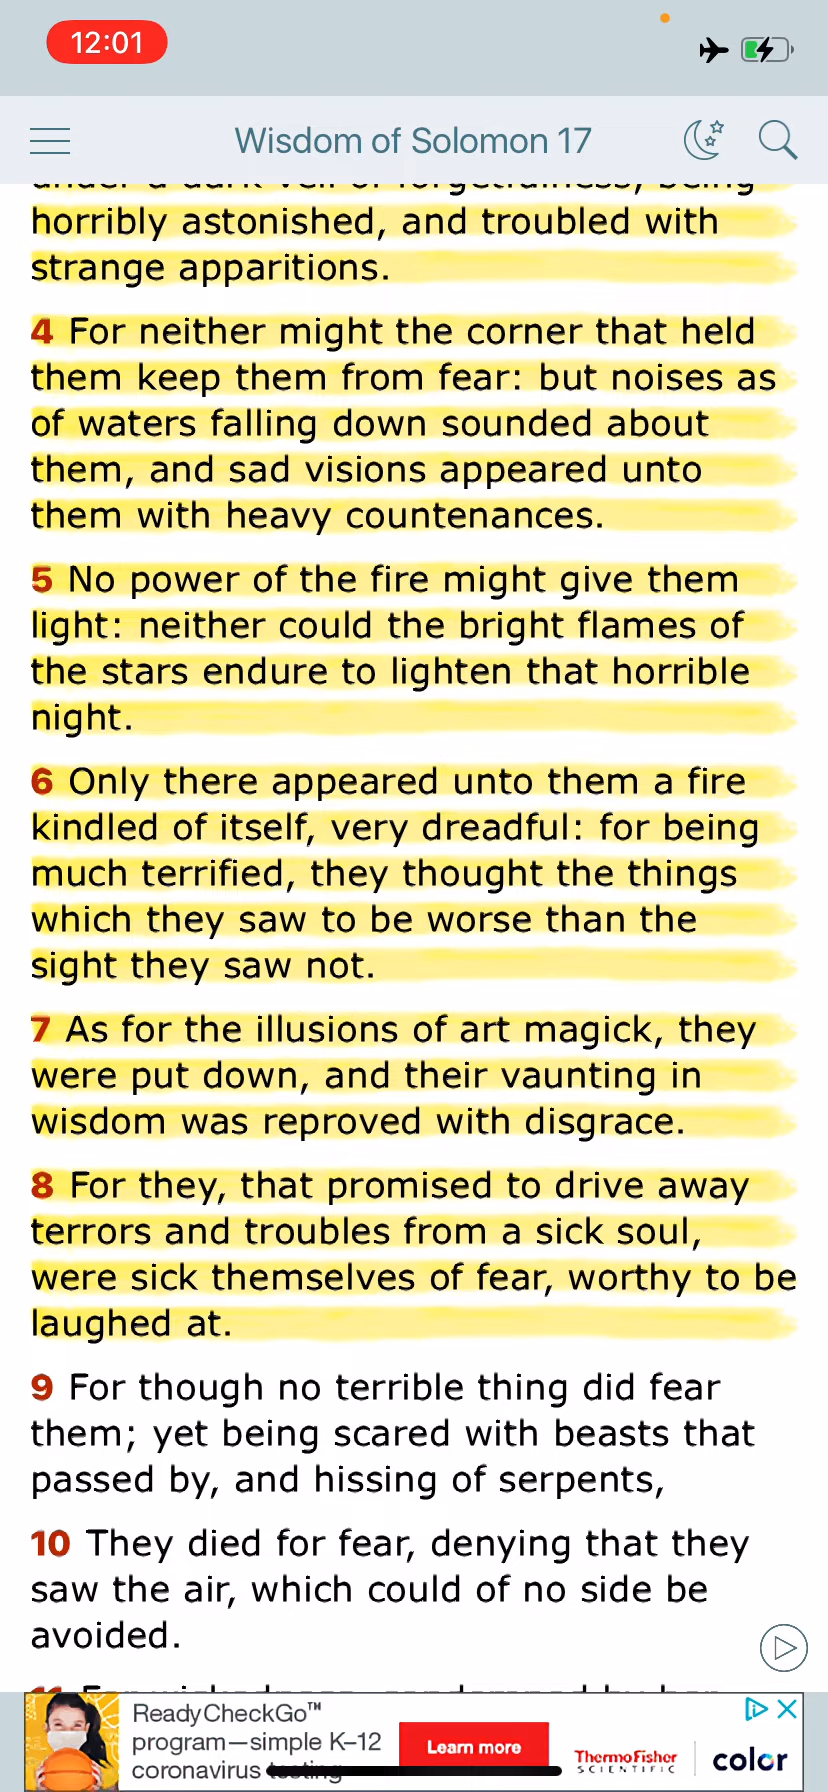 12:01
Wisdom of Solomon 17
under a dark veil of forgetfulness, being
horribly astonished, and troubled with
strange apparitions.
4 For neither might the corner that held
them keep them from fear: but noises as
of waters falling down sounded about
them, and sad visions appeared unto
them with heavy countenances.
5 No power of the fire might give them
light: neither could the bright flames of
the stars endure to lighten that horrible
night.
6 Only there appeared unto them a fire
kindled of itself, very dreadful: for being
much terrified, they thought the things
which they saw to be worse than the
sight they saw not.
7 As for the illusions of art magick, they
were put down, and their vaunting in
wisdom was reproved with disgrace.
8 For they, that promised to drive away
terrors and troubles from a sick soul,
were sick themselves of fear, worthy to be
laughed at.
9 For though no terrible thing did fear
them; yet being scared with beasts that
passed by, and hissing of serpents,
10 They died for fear, denying that they
saw the air, which could of no side be
avoided.
ReadyCheckGo™
program—simple K–12
coronavirus testing
Learn more
ThermoFisher
SCIENTIFIC
color